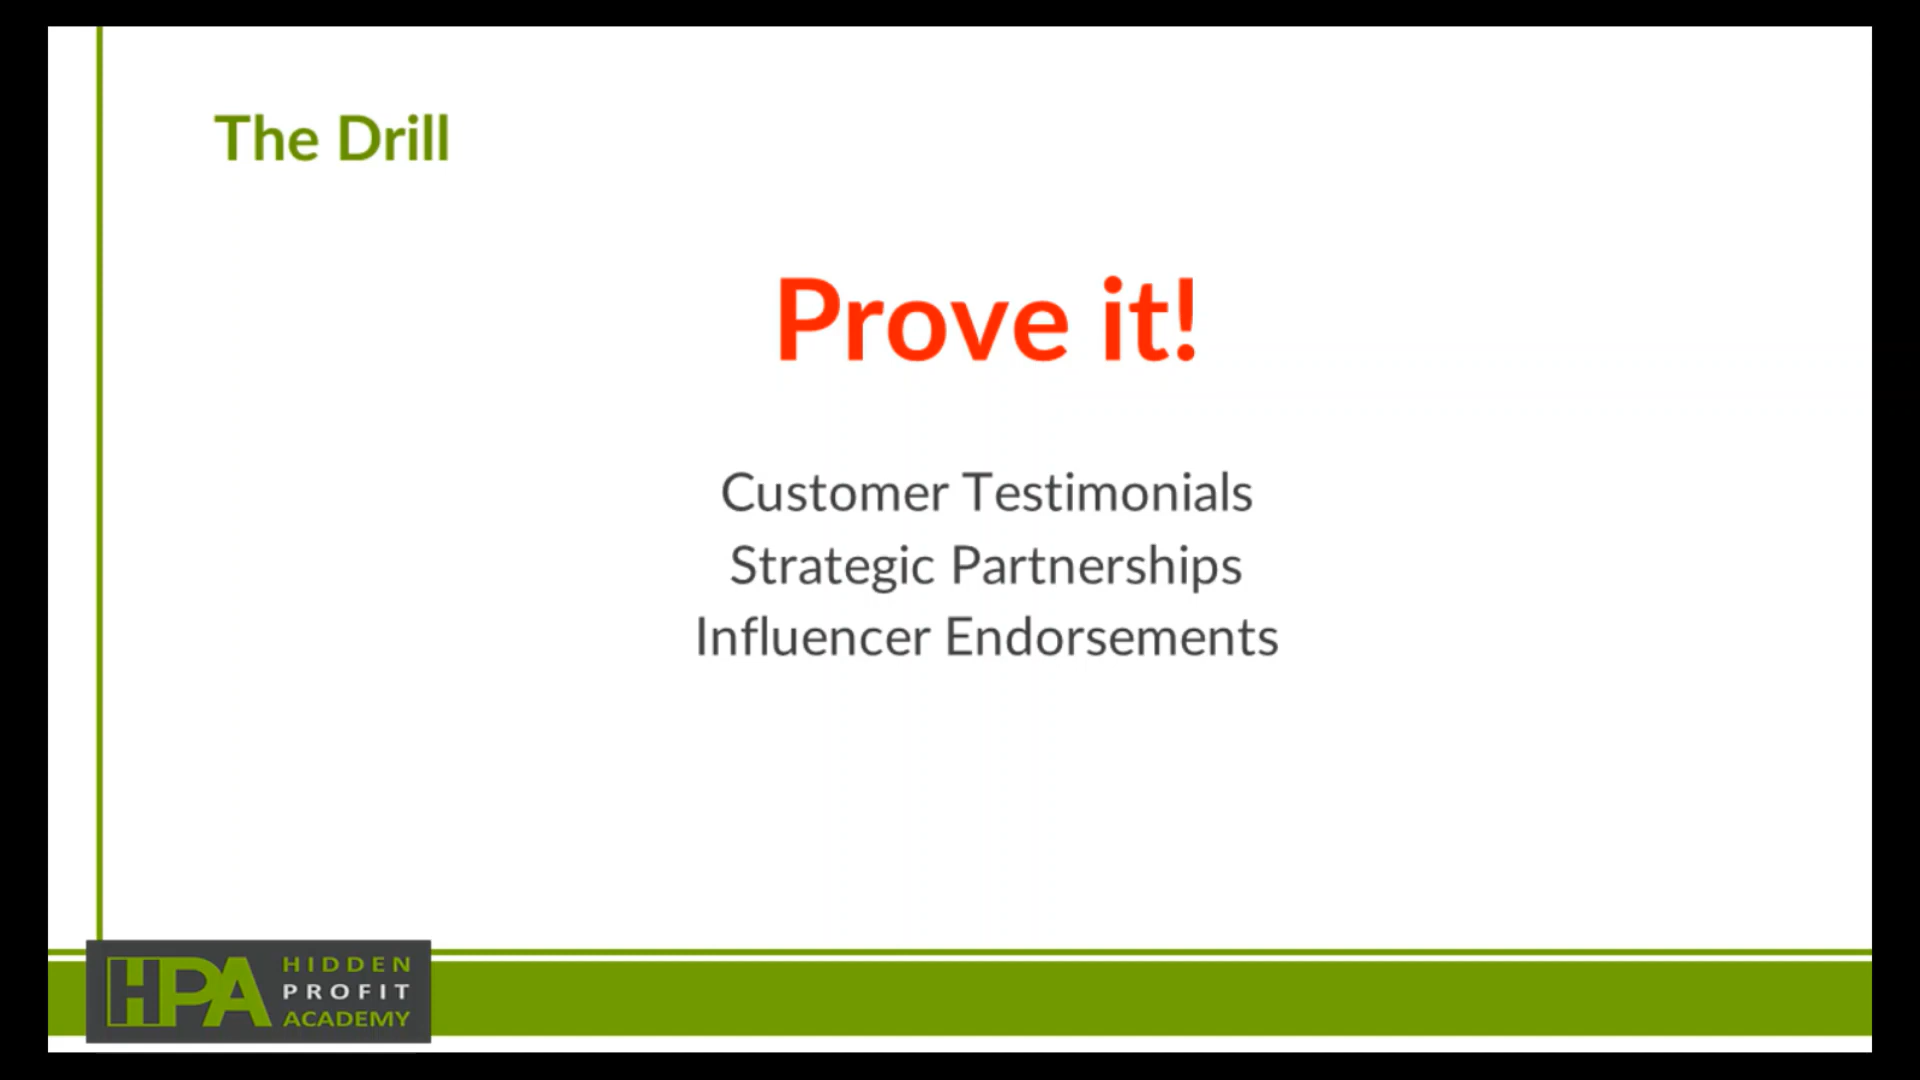 The Drill
Prove it!
Customer Testimonials
Strategic Partnerships
Influencer Endorsements
HPA
HIDDEN
PROFIT
ACADEMY